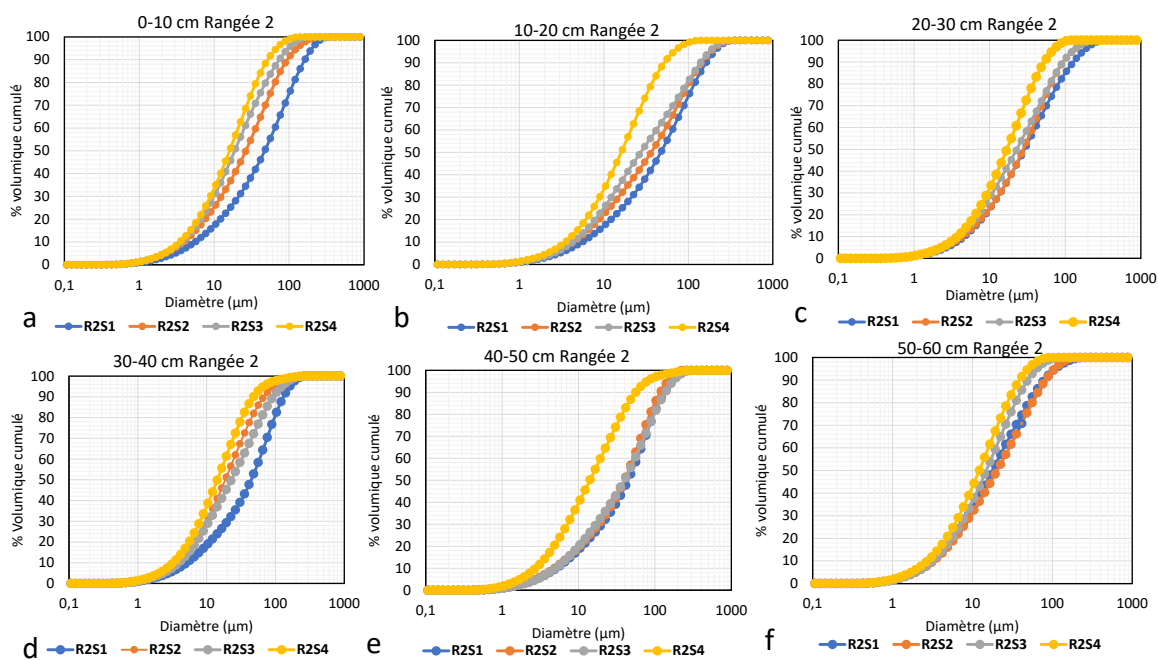 0-10 cm Rangée 2
% volumique cumulé
100
90
80
70
60
50
40
30
20
10
0
0,1 1 10 100 1000
Diamètre (µm)
a
R2S1 R2S2 R2S3 R2S4
10-20 cm Rangée 2
% volumique cumulé
100
90
80
70
60
50
40
30
20
10
0
0,1 1 10 100 1000
Diamètre (µm)
b
R2S1 R2S2 R2S3 R2S4
20-30 cm Rangée 2
% volumique cumulé
100
90
80
70
60
50
40
30
20
10
0
0,1 1 10 100 1000
Diamètre (µm)
c
R2S1 R2S2 R2S3 R2S4
30-40 cm Rangée 2
% Volumique cumulé
100
90
80
70
60
50
40
30
20
10
0
0,1 1 10 100 1000
Diamètre (µm)
d
R2S1 R2S2 R2S3 R2S4
40-50 cm Rangée 2
% volumique cumulé
100
90
80
70
60
50
40
30
20
10
0
0,1 1 10 100 1000
Diamètre (µm)
e
R2S1 R2S2 R2S3 R2S4
50-60 cm Rangée 2
% volumique cumulé
100
90
80
70
60
50
40
30
20
10
0
0,1 1 10 100 1000
Diamètre (µm)
f
R2S1 R2S2 R2S3 R2S4